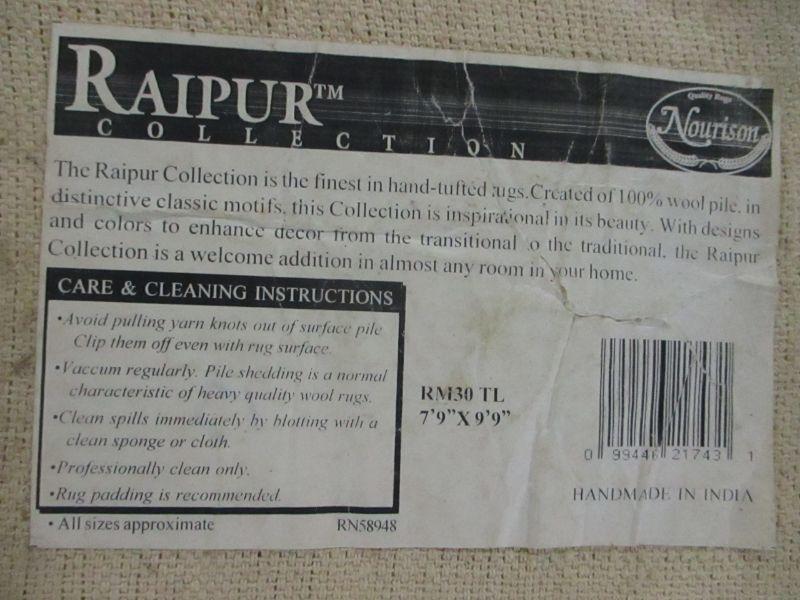 RAIPUR™
COLLECTION
Quality Rugs
Nourison
The Raipur Collection is the finest in hand-tufted rugs.Created of 100% wool pile, in
distinctive classic motifs, this Collection is inspirational in its beauty. With designs
and colors to enhance decor from the transitional o the traditional, the Raipur
Collection is a welcome addition in almost any room in your home.
CARE & CLEANING INSTRUCTIONS
•Avoid pulling yarn knots out of surface pile
Clip them off even with rug surface.
•Vaccum regularly. Pile shedding is a normal
characteristic of heavy quality wool rugs.
•Clean spills immediately by blotting with a
clean sponge or cloth.
•Professionally clean only.
•Rug padding is recommended.
• All sizes approximate RN58948
RM30 TL
7'9"X 9'9"
0 99446 21743 1
HANDMADE IN INDIA